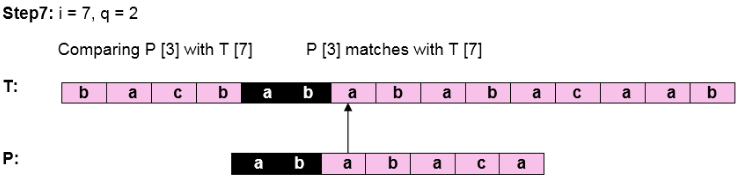 Step7: i = 7, q = 2
Comparing P [3] with T [7] P [3] matches with T [7]
T: b a c b a b a b a b a c a a b
P: a b a b a c a